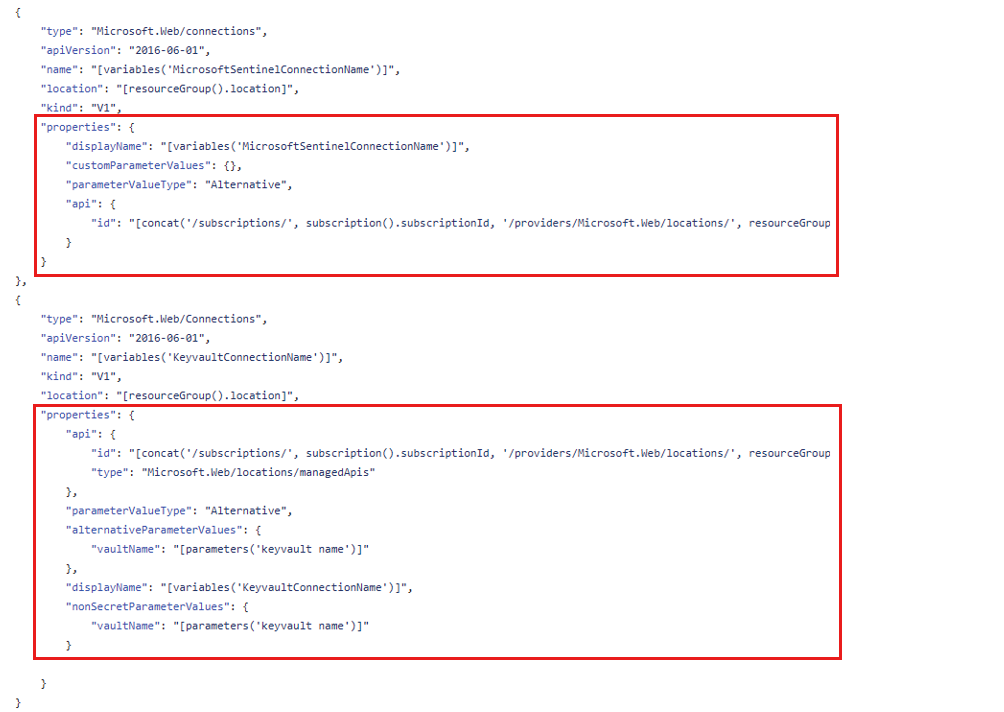 {
"type": "Microsoft.Web/connections",
"apiVersion": "2016-06-01",
"name": "[variables('MicrosoftSentinelConnectionName')]",
"location": "[resourceGroup().location]",
"kind": "V1",
"properties": {
"displayName": "[variables('MicrosoftSentinelConnectionName')]",
"customParameterValues": {},
"parameterValueType": "Alternative",
"api": {
"id": "[concat('/subscriptions/', subscription().subscriptionId, '/providers/Microsoft.Web/locations/', resourceGroup
}
}
},
{
"type": "Microsoft.Web/Connections",
"apiVersion": "2016-06-01",
"name": "[variables('KeyvaultConnectionName')]",
"kind": "V1",
"location": "[resourceGroup().location]",
"properties": {
"api": {
"id": "[concat('/subscriptions/', subscription().subscriptionId, '/providers/Microsoft.Web/locations/', resourceGroup
"type": "Microsoft.Web/locations/managedApis"
},
"parameterValueType": "Alternative",
"alternativeParameterValues": {
"vaultName": "[parameters('keyvault name')]"
},
"displayName": "[variables('KeyvaultConnectionName')]",
"nonSecretParameterValues": {
"vaultName": "[parameters('keyvault name')]"
}
}
}